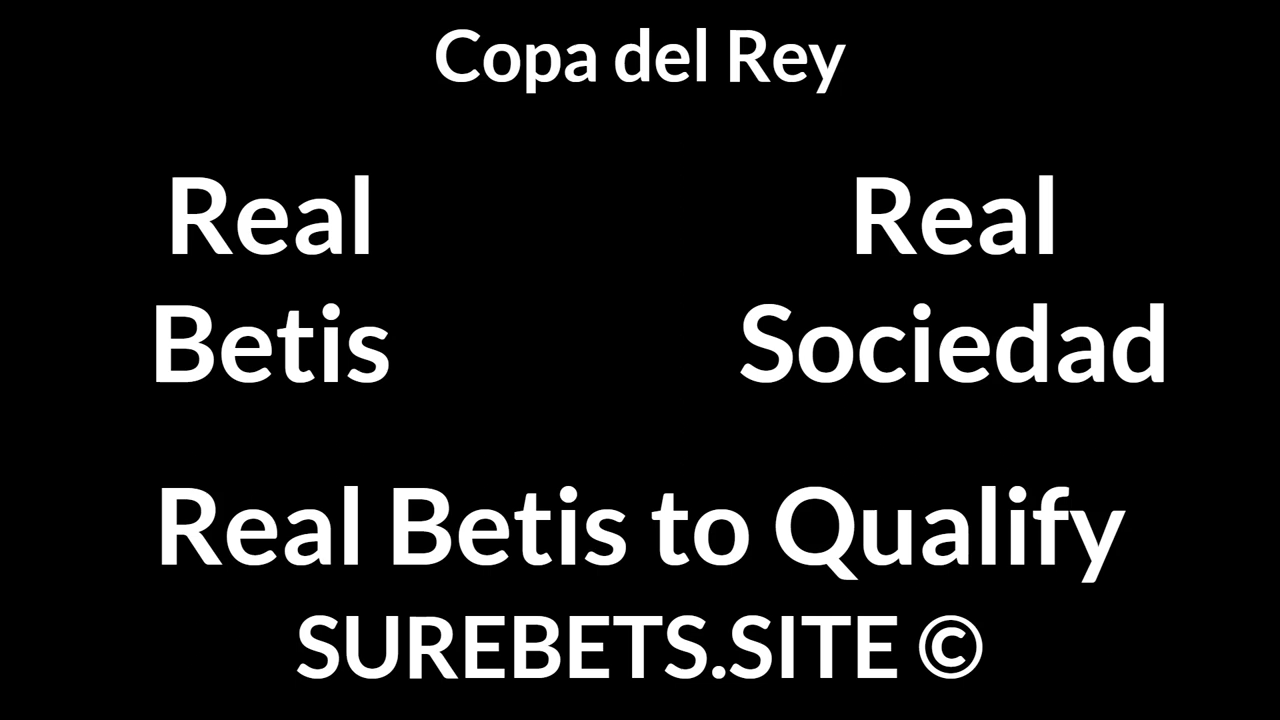 Copa del Rey
Real Betis
Real Sociedad
Real Betis to Qualify
SUREBETS.SITE ©